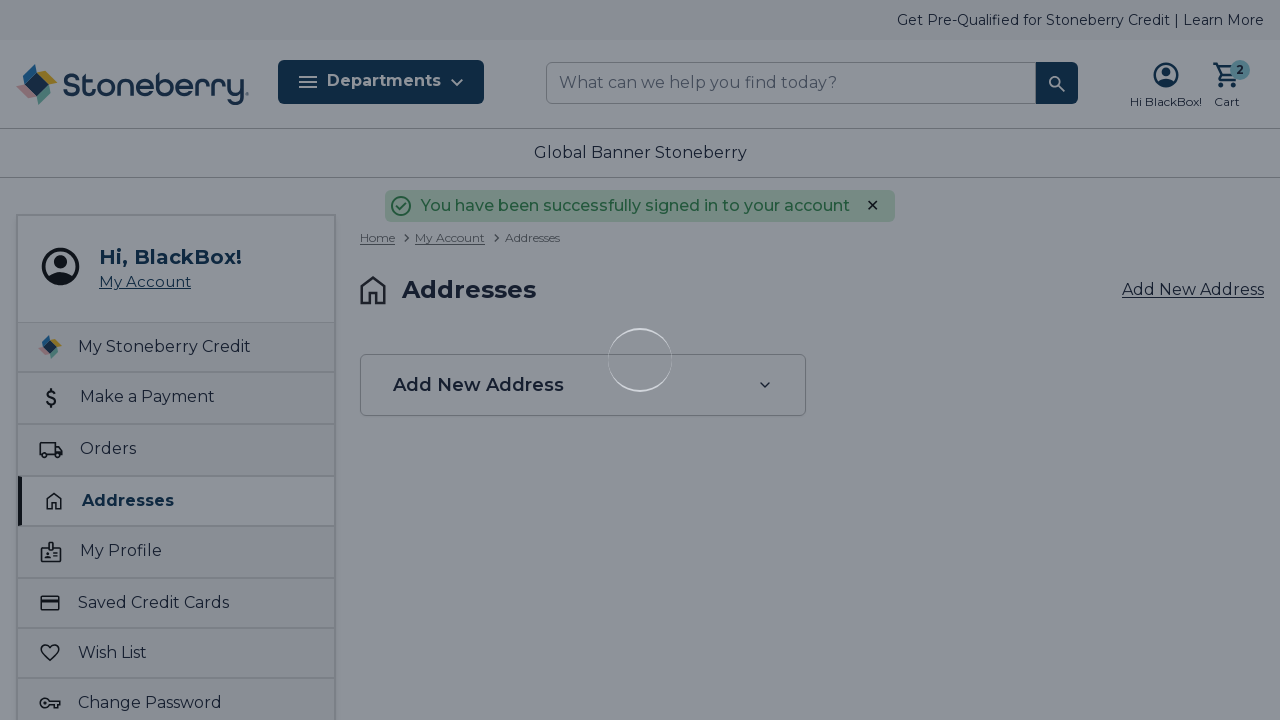 Get Pre-Qualified for Stoneberry Credit | Learn More
Stoneberry
Departments
What can we help you find today?
Hi BlackBox!
2
Cart
Global Banner Stoneberry
You have been successfully signed in to your account
Home
My Account
Addresses
Hi, BlackBox!
My Account
Addresses
Add New Address
My Stoneberry Credit
Add New Address
Make a Payment
Orders
Addresses
My Profile
Saved Credit Cards
Wish List
Change Password